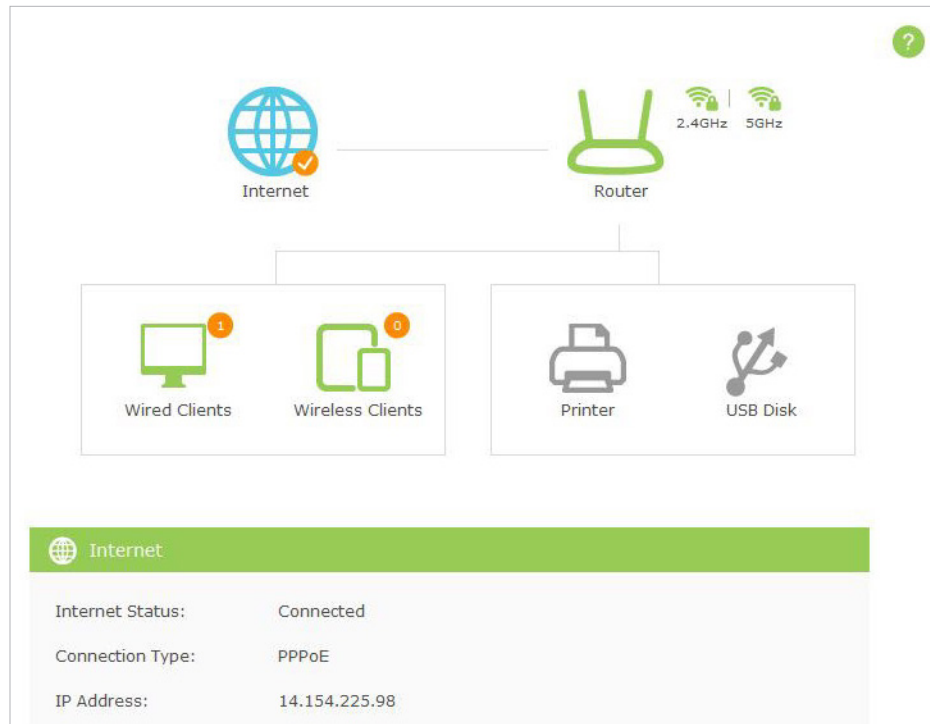 ?
2.4GHz | 5GHz
Internet
Router
1
0
Wired Clients
Wireless Clients
Printer
USB Disk
Internet
Internet Status: Connected
Connection Type: PPPoE
IP Address: 14.154.225.98